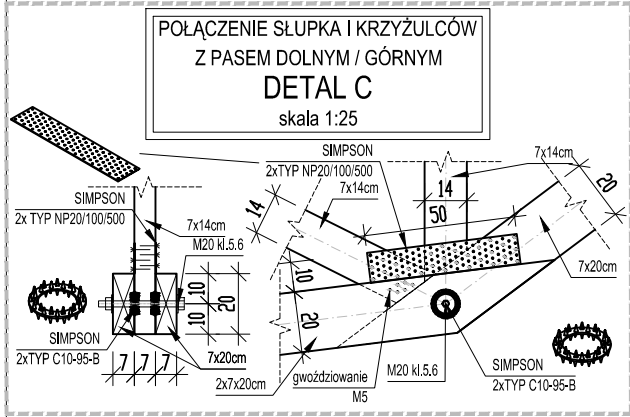 POŁĄCZENIE SŁUPKA I KRZYŻULCÓW
Z PASEM DOLNYM / GÓRNYM
DETAL C
skala 1:25
SIMPSON
2xTYP NP20/100/500
7x14cm
7x14cm
SIMPSON
2x TYP NP20/100/500
7x14cm
M20 kl.5.6
14
50
14
20
10
20
7x20cm
10
10
20
SIMPSON
2xTYP C10-95-B
7
7
7
7x20cm
2x7x20cm
gwoździowanie
M5
M20 kl.5.6
SIMPSON
2xTYP C10-95-B